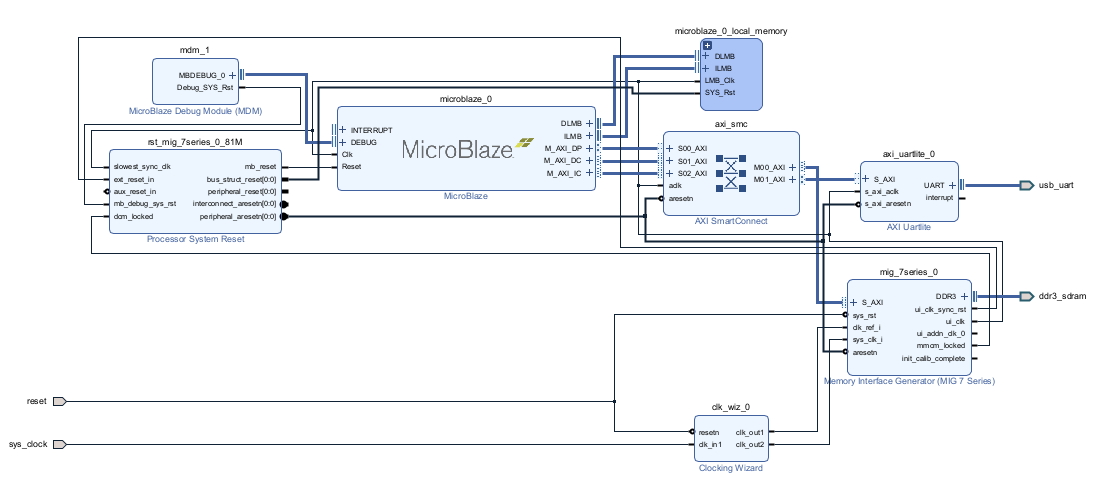 microblaze_0_local_memory
DLMB
ILMB
LMB_Clk
SYS_Rst
mdm_1
MBDEBUG_0
Debug_SYS_Rst
MicroBlaze Debug Module (MDM)
microblaze_0
INTERRUPT
DEBUG
Clk
Reset
MicroBlaze
DLMB
ILMB
M_AXI_DP
M_AXI_DC
M_AXI_IC
MicroBlaze
rst_mig_7series_0_81M
slowest_sync_clk
ext_reset_in
aux_reset_in
mb_debug_sys_rst
dcm_locked
mb_reset
bus_struct_reset[0:0]
peripheral_reset[0:0]
interconnect_aresetn[0:0]
peripheral_aresetn[0:0]
Processor System Reset
axi_smc
S00_AXI
S01_AXI
S02_AXI
aclk
aresetn
M00_AXI
M01_AXI
AXI SmartConnect
axi_uartlite_0
S_AXI
s_axi_aclk
s_axi_aresetn
UART
interrupt
AXI Uartlite
usb_uart
mig_7series_0
S_AXI
sys_rst
clk_ref_i
sys_clk_i
aresetn
DDR3
ui_clk_sync_rst
ui_clk
ui_addn_clk_0
mmcm_locked
init_calib_complete
Memory Interface Generator (MIG 7 Series)
ddr3_sdram
reset
sys_clock
clk_wiz_0
resetn
clk_in1
clk_out1
clk_out2
Clocking Wizard